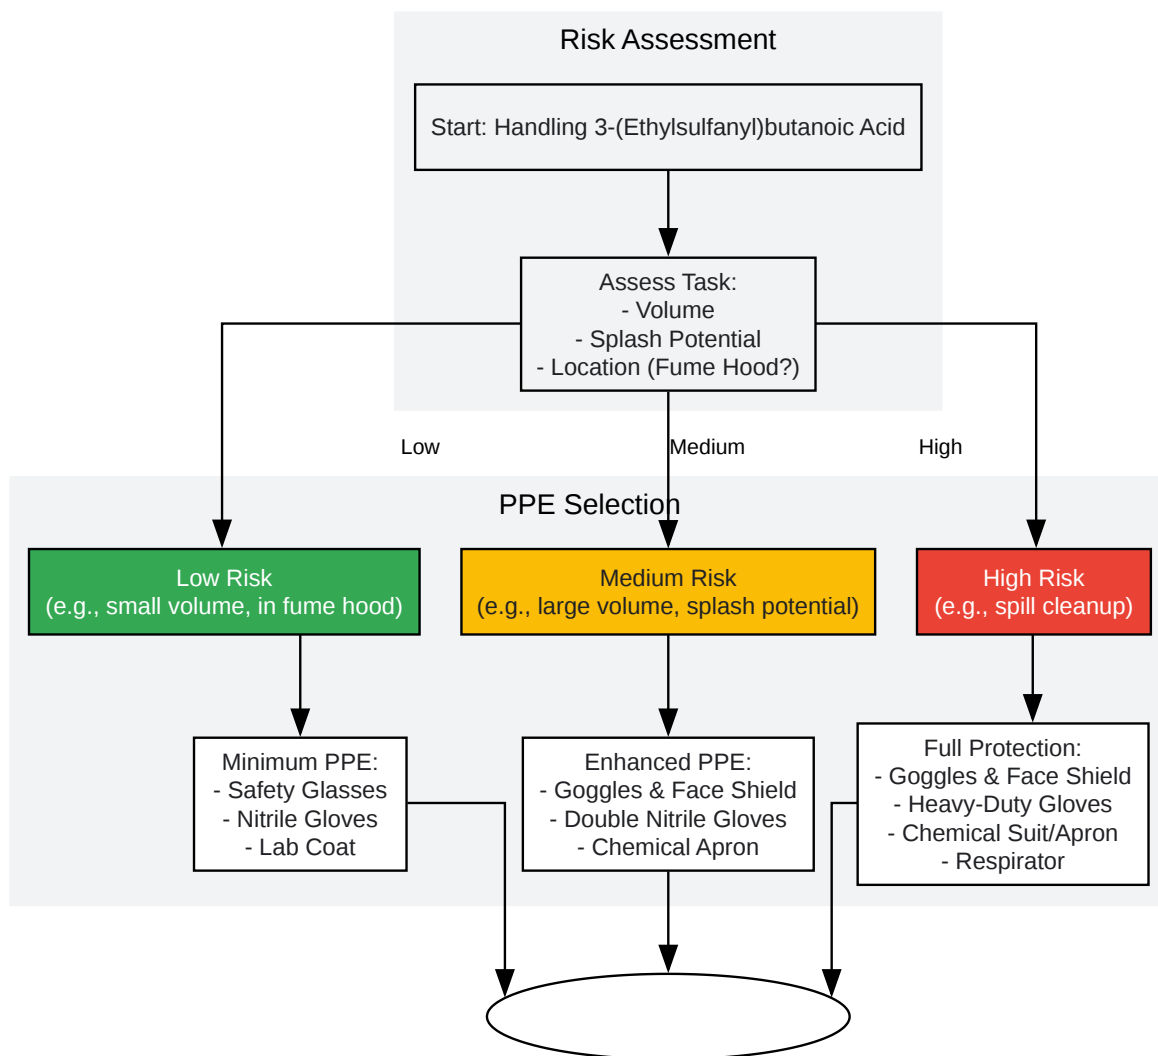 Risk Assessment
Start: Handling 3-(Ethylsulfanyl)butanoic Acid
Assess Task:
- Volume
- Splash Potential
- Location (Fume Hood?)
Low
Medium
High
PPE Selection
Low Risk
(e.g., small volume, in fume hood)
Medium Risk
(e.g., large volume, splash potential)
High Risk
(e.g., spill cleanup)
Minimum PPE:
- Safety Glasses
- Nitrile Gloves
- Lab Coat
Enhanced PPE:
- Goggles & Face Shield
- Double Nitrile Gloves
- Chemical Apron
Full Protection:
- Goggles & Face Shield
- Heavy-Duty Gloves
- Chemical Suit/Apron
- Respirator